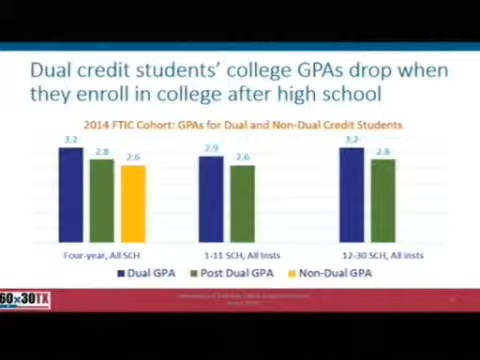 Dual credit students' college GPAs drop when
they enroll in college after high school
2014 FTIC Cohort: GPAs for Dual and Non-Dual Credit Students
3.2
2.8
2.6
2.9
2.6
3.2
2.8
Four-year, All SCH
1-11 SCH, All Insts
12-30 SCH, All insts
Dual GPA
Post Dual GPA
Non-Dual GPA
60x30TX